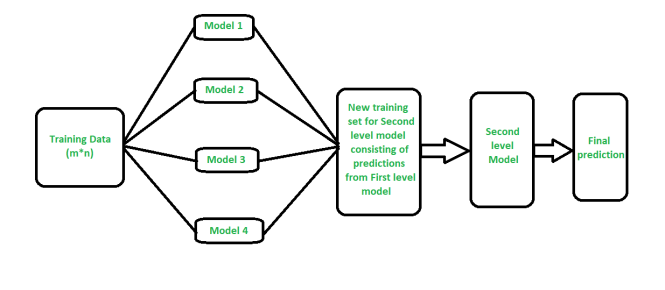 Model 1
Model 2
Training Data
(m*n)
Model 3
Model 4
New training
set for Second
level model
consisting of
predictions
from First level
model
Second
level
Model
Final
prediction